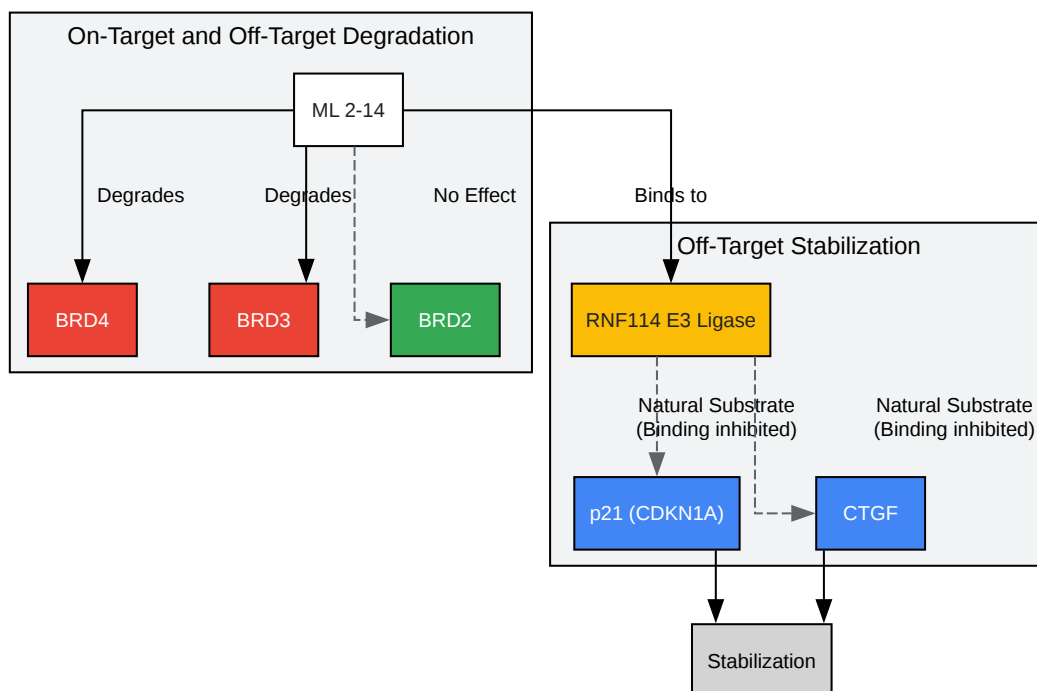 On-Target and Off-Target Degradation
ML 2-14
Degrades
Degrades
No Effect
Binds to
Off-Target Stabilization
BRD4
BRD3
BRD2
RNF114 E3 Ligase
Natural Substrate
(Binding inhibited)
Natural Substrate
(Binding inhibited)
p21 (CDKN1A)
CTGF
Stabilization